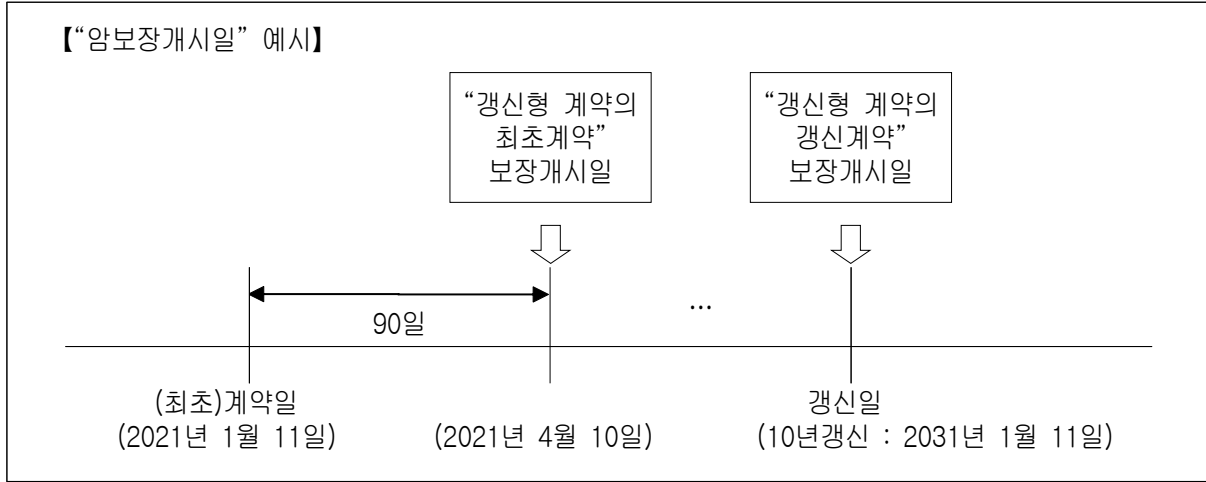 【“암보장개시일” 예시】
“갱신형 계약의
최초계약”
보장개시일
“갱신형 계약의
갱신계약”
보장개시일
...
90일
(최초)계약일
(2021년 1월 11일)
(2021년 4월 10일)
갱신일
(10년갱신 : 2031년 1월 11일)